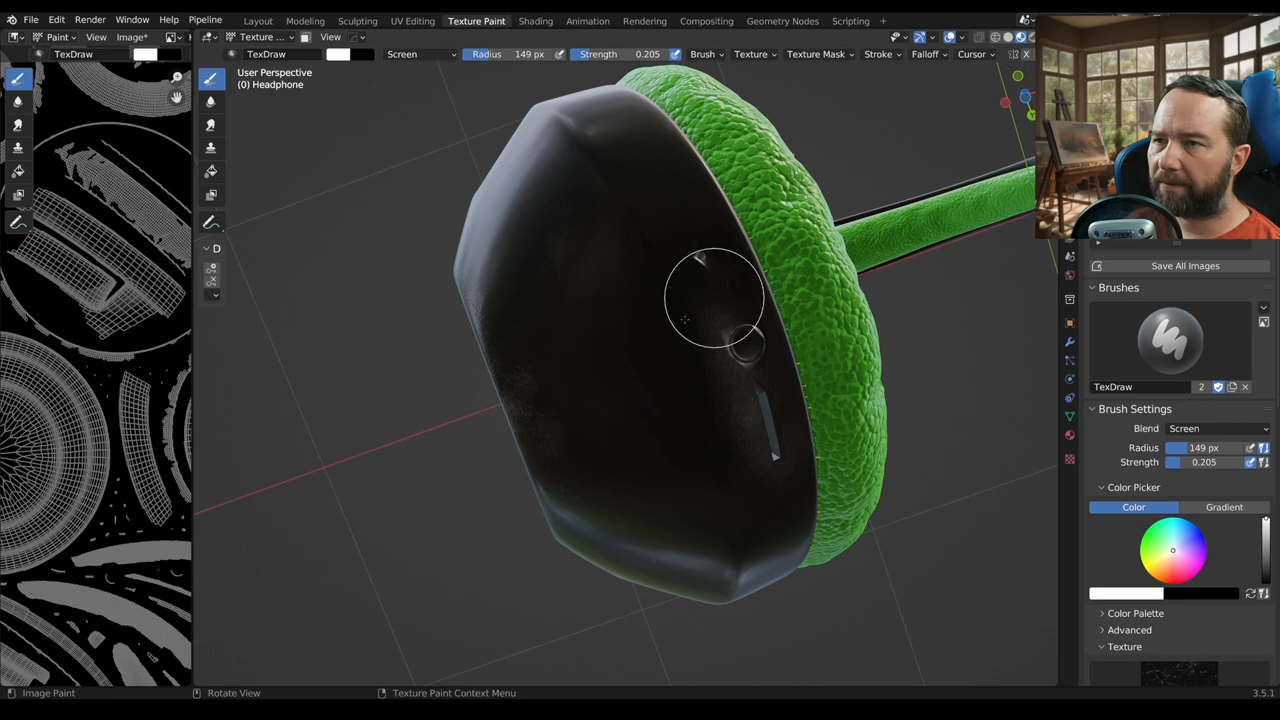 File Edit Render Window Help Pipeline Layout Modeling Sculpting UV Editing Texture Paint Shading Animation Rendering Compositing Geometry Nodes Scripting +
Paint View Image* Texture ... View
TexDraw TexDraw Screen Radius 149 px Strength 0.205 Brush Texture Texture Mask Stroke Falloff Cursor X
User Perspective
(0) Headphone
Y
D
Save All Images
Brushes
TexDraw 2
Brush Settings
Blend Screen
Radius 149 px
Strength 0.205
Color Picker
Color Gradient
Color Palette
Advanced
Texture
Image Paint Rotate View Texture Paint Context Menu 3.5.1